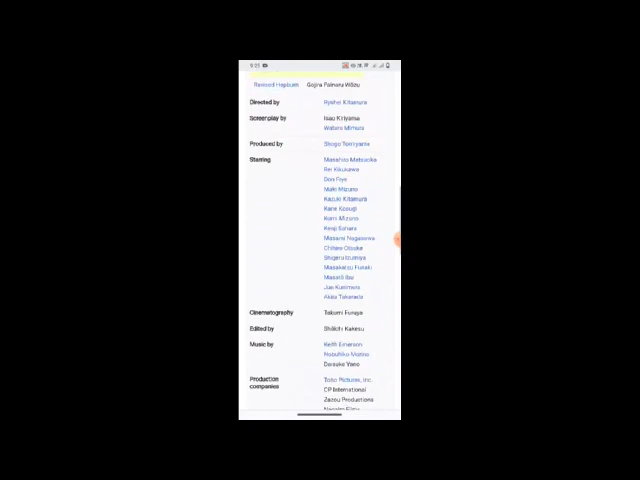 9:25
Revised Hepburn Gojira Fainaru Wōzu
Directed by Ryuhei Kitamura
Screenplay by Isao Kiriyama
Wataru Mimura
Produced by Shogo Tomiyama
Starring Masahiro Matsuoka
Rei Kikukawa
Don Frye
Maki Mizuno
Kazuki Kitamura
Kane Kosugi
Kumi Mizuno
Kenji Sahara
Masami Nagasawa
Chihiro Otsuka
Shigeru Izumiya
Masakatsu Funaki
Masatō Ibu
Jun Kunimura
Akira Takarada
Cinematography Takumi Furuya
Edited by Shūichi Kakesu
Music by Keith Emerson
Nobuhiko Morino
Daisuke Yano
Production Toho Pictures, Inc.
companies CP International
Zazou Productions